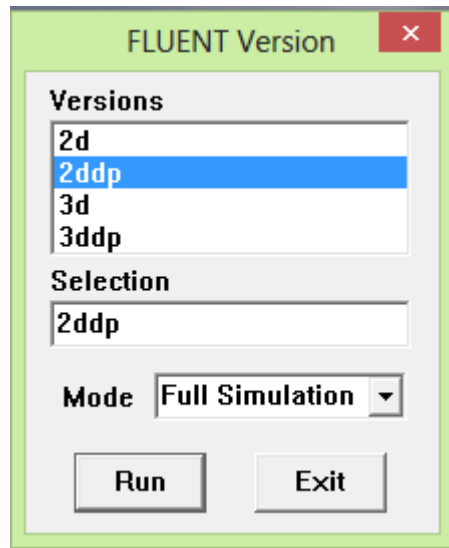 FLUENT Version
Versions
2d
2ddp
3d
3ddp
Selection
2ddp
Mode Full Simulation
Run Exit